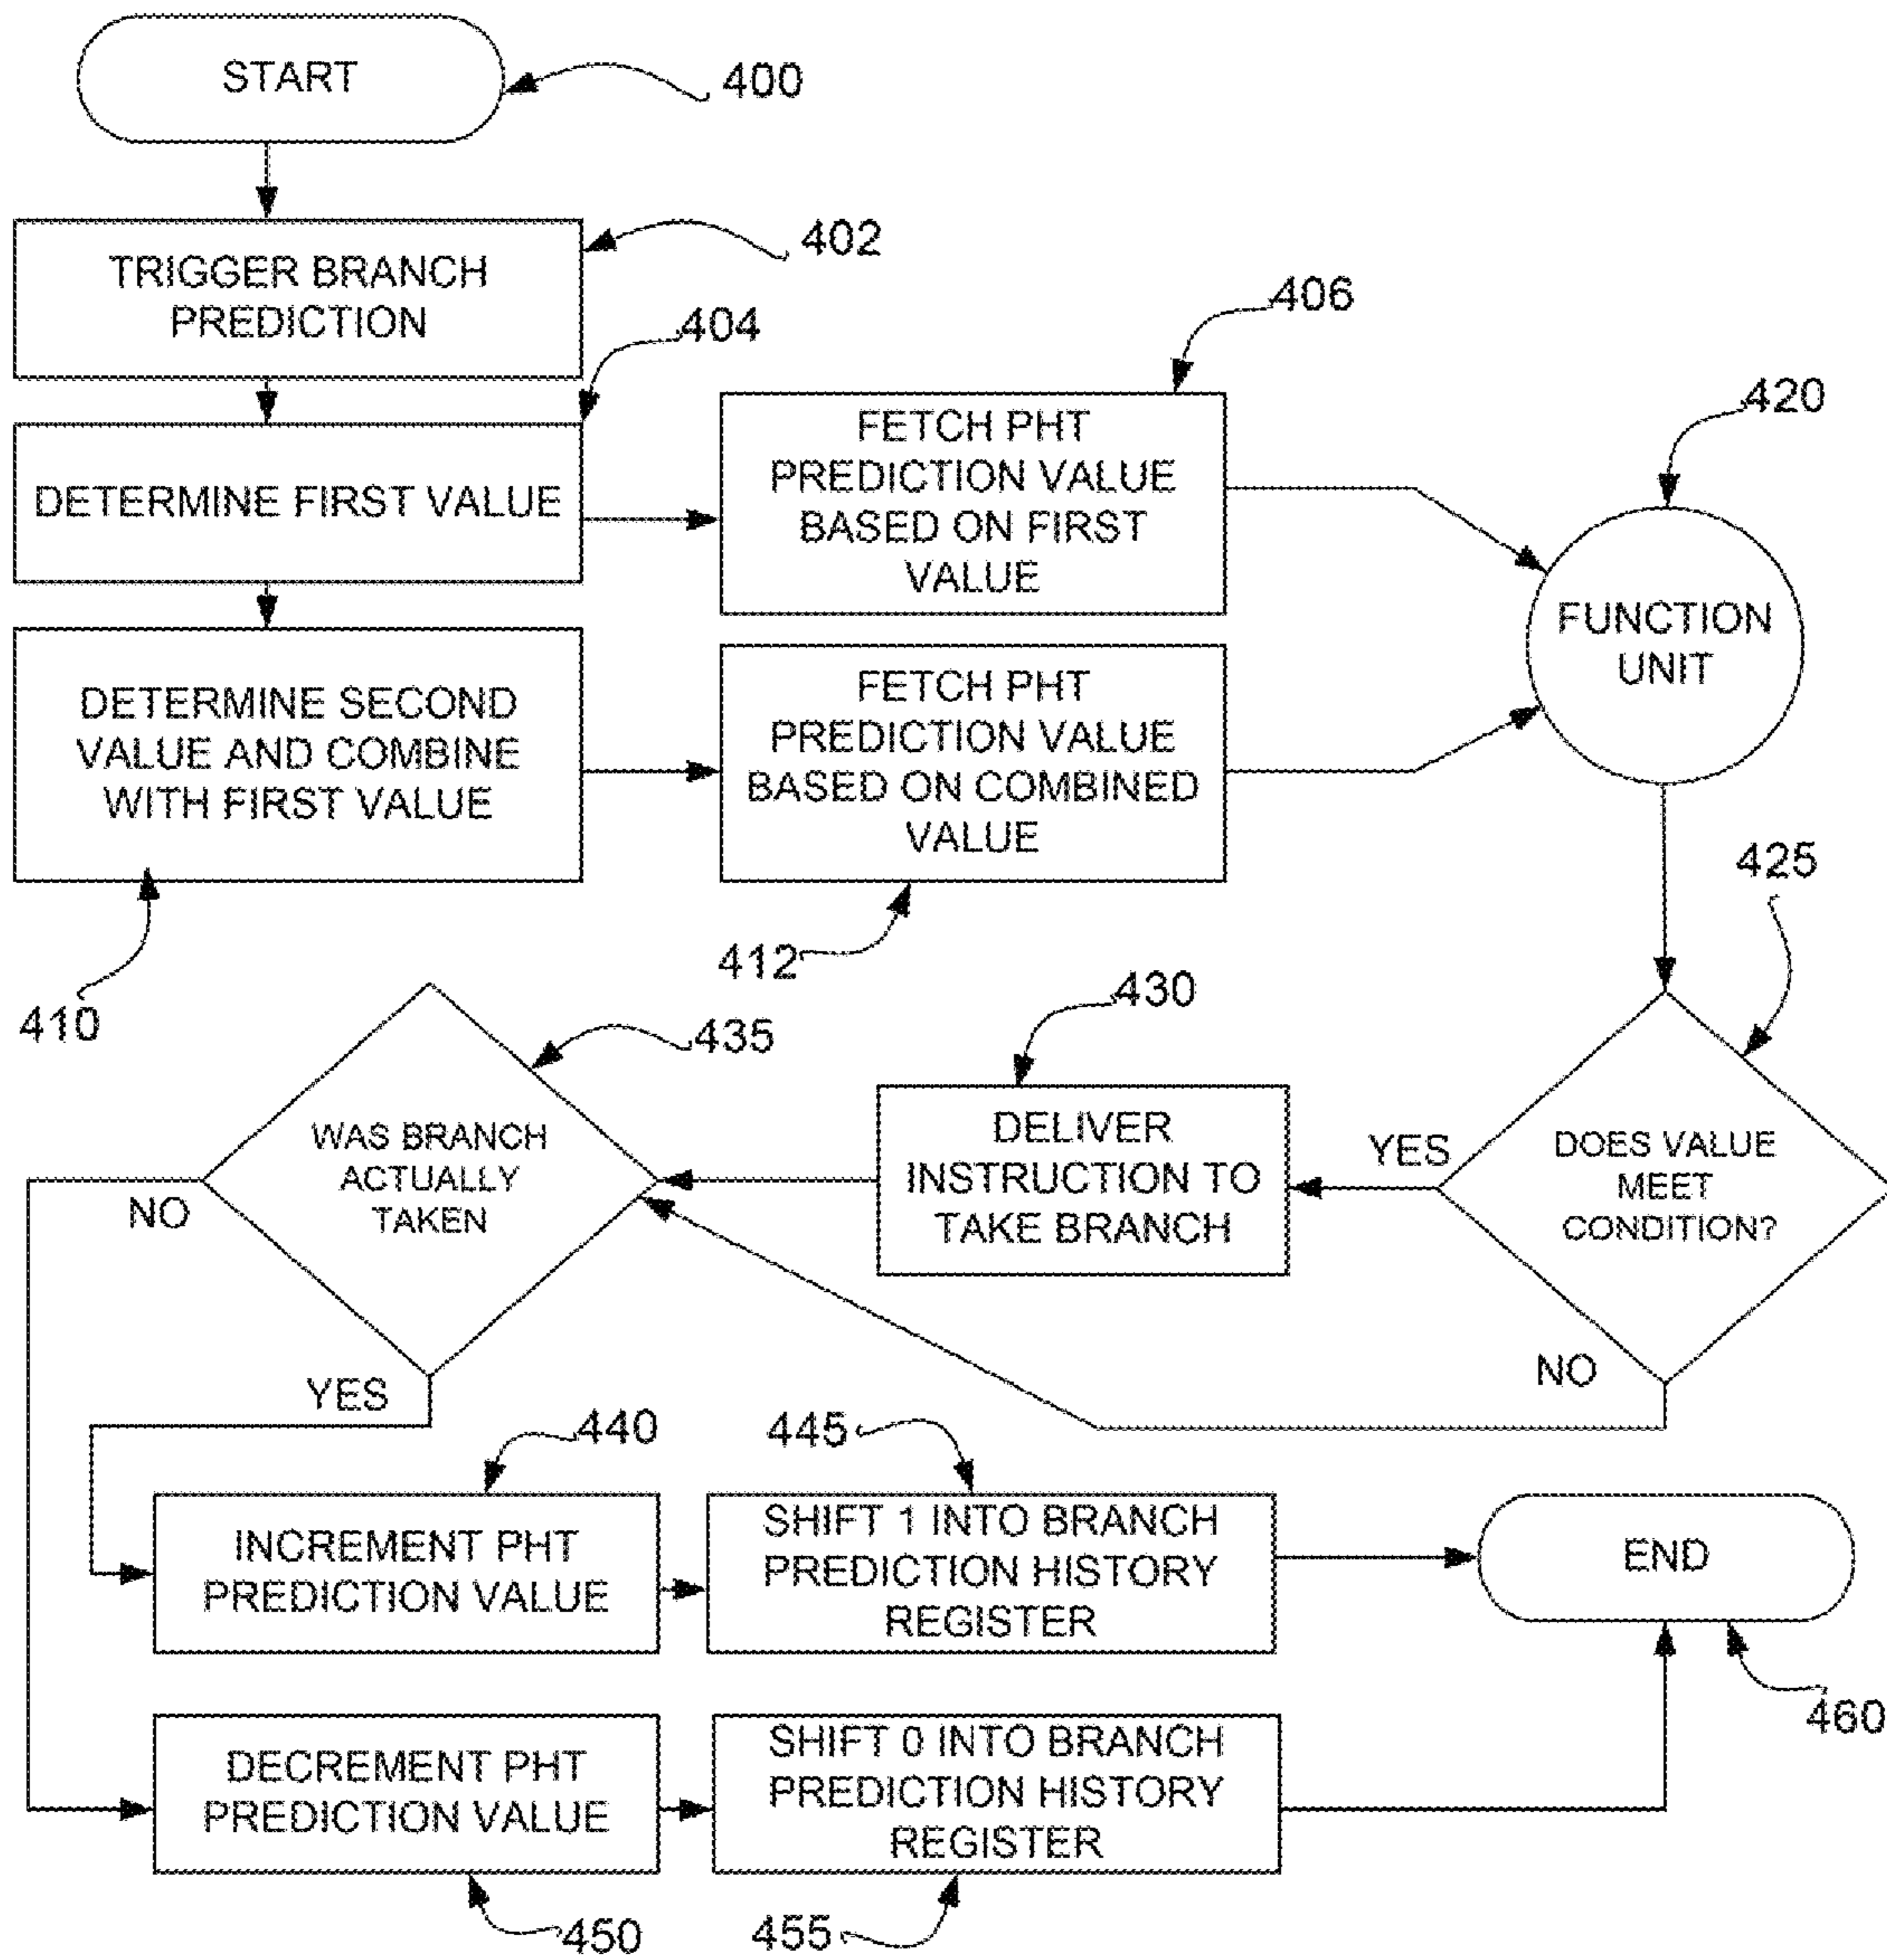 START
400
TRIGGER BRANCH
PREDICTION
402
404
DETERMINE FIRST VALUE
406
FETCH PHT
PREDICTION VALUE
BASED ON FIRST
VALUE
420
FUNCTION
UNIT
DETERMINE SECOND
VALUE AND COMBINE
WITH FIRST VALUE
410
FETCH PHT
PREDICTION VALUE
BASED ON COMBINED
VALUE
412
425
DOES VALUE
MEET
CONDITION?
YES
NO
430
DELIVER
INSTRUCTION TO
TAKE BRANCH
435
WAS BRANCH
ACTUALLY
TAKEN
NO
YES
440
INCREMENT PHT
PREDICTION VALUE
445
SHIFT 1 INTO BRANCH
PREDICTION HISTORY
REGISTER
END
460
DECREMENT PHT
PREDICTION VALUE
450
SHIFT 0 INTO BRANCH
PREDICTION HISTORY
REGISTER
455